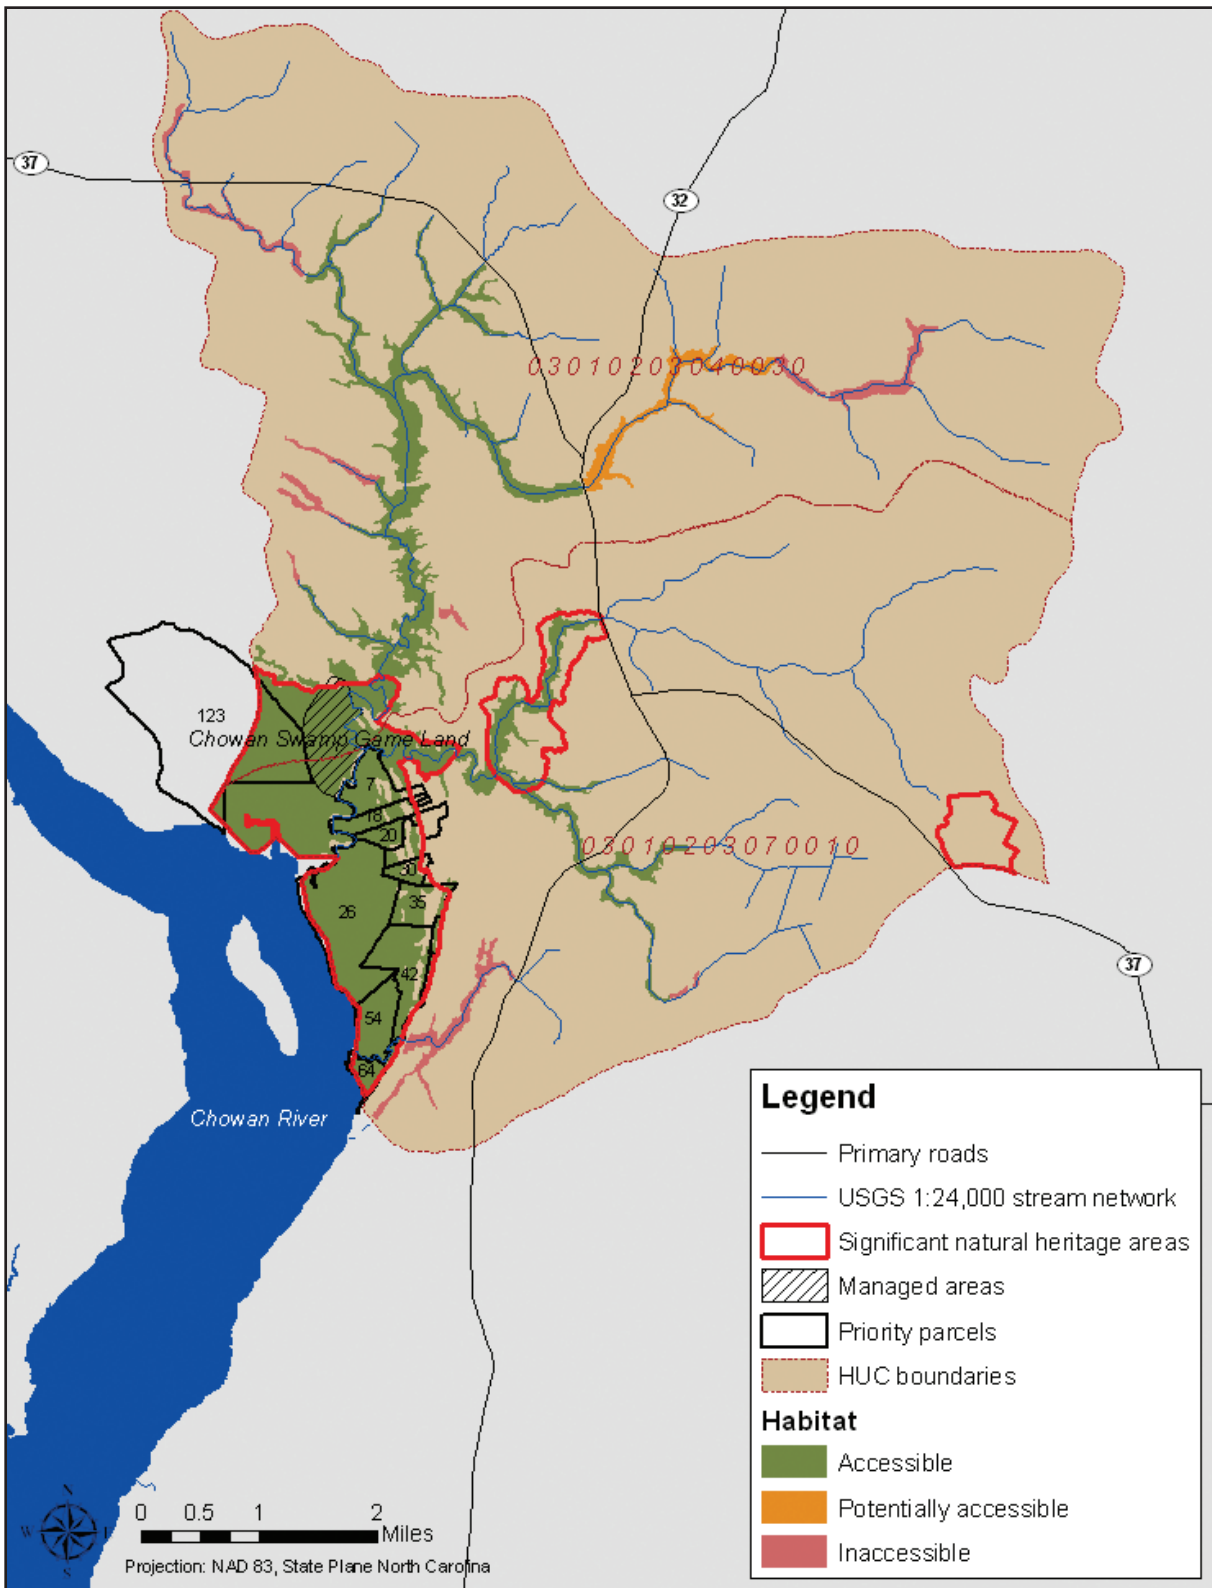 37
32
03010203040030
123
Chowan Swamp Game Land
7
18
20
03010203070010
30
35
26
42
37
54
64
Chowan River
Legend
Primary roads
USGS 1:24,000 stream network
Significant natural heritage areas
Managed areas
Priority parcels
HUC boundaries
Habitat
Accessible
Potentially accessible
Inaccessible
N
W
S
0 0.5 1 2
Miles
Projection: NAD 83, State Plane North Carolina